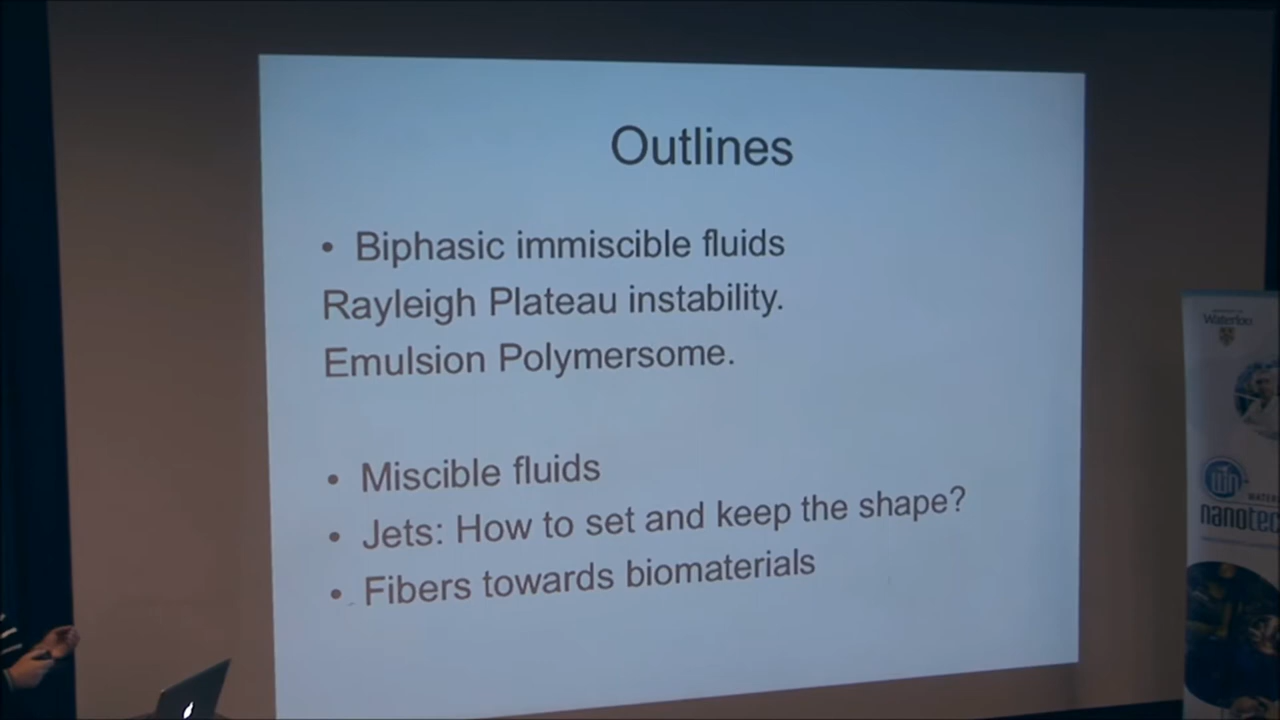 Outlines
• Biphasic immiscible fluids
Rayleigh Plateau instability.
Emulsion Polymersome.
• Miscible fluids
• Jets: How to set and keep the shape?
• Fibers towards biomaterials
Waterloo